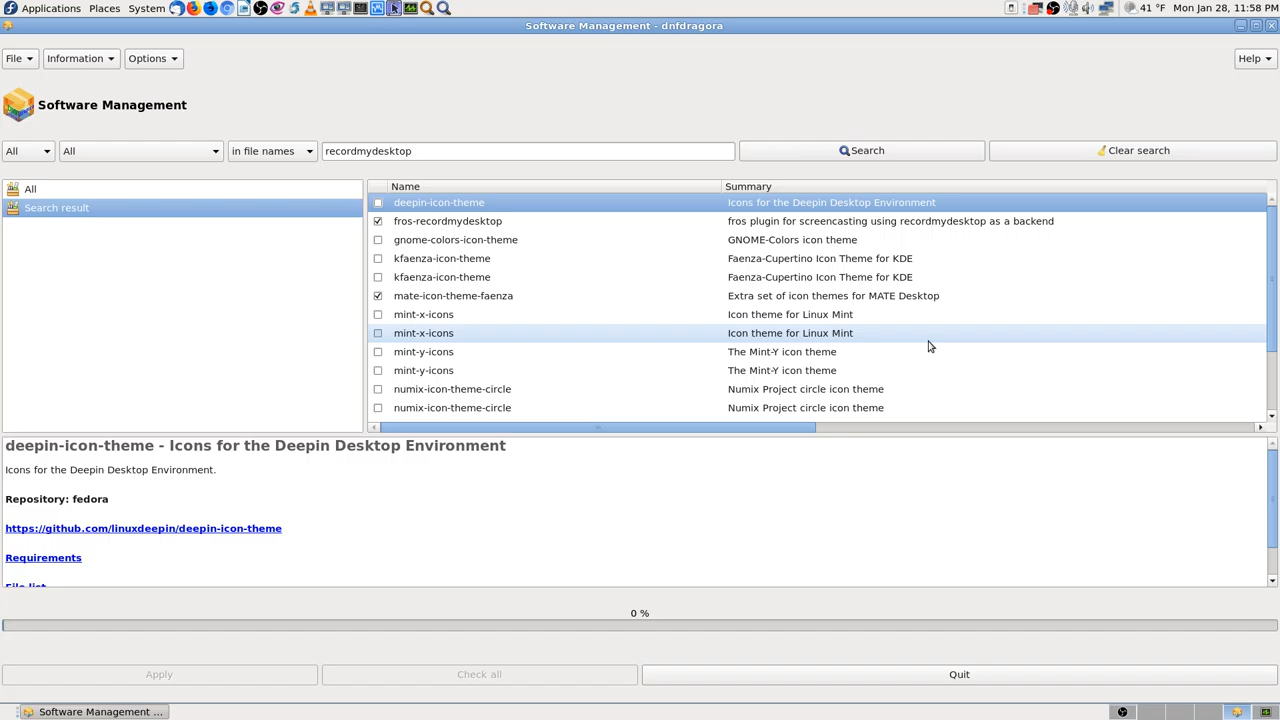 Applications Places System 41 °F Mon Jan 28, 11:58 PM
Software Management - dnfdragora
File Information Options Help
Software Management
All All in file names recordmydesktop Search Clear search
All
Search result
Name Summary
deepin-icon-theme Icons for the Deepin Desktop Environment
fros-recordmydesktop fros plugin for screencasting using recordmydesktop as a backend
gnome-colors-icon-theme GNOME-Colors icon theme
kfaenza-icon-theme Faenza-Cupertino Icon Theme for KDE
kfaenza-icon-theme Faenza-Cupertino Icon Theme for KDE
mate-icon-theme-faenza Extra set of icon themes for MATE Desktop
mint-x-icons Icon theme for Linux Mint
mint-x-icons Icon theme for Linux Mint
mint-y-icons The Mint-Y icon theme
mint-y-icons The Mint-Y icon theme
numix-icon-theme-circle Numix Project circle icon theme
numix-icon-theme-circle Numix Project circle icon theme
deepin-icon-theme - Icons for the Deepin Desktop Environment
Icons for the Deepin Desktop Environment.
Repository: fedora
https://github.com/linuxdeepin/deepin-icon-theme
Requirements
File list
0 %
Apply Check all Quit
Software Management ...